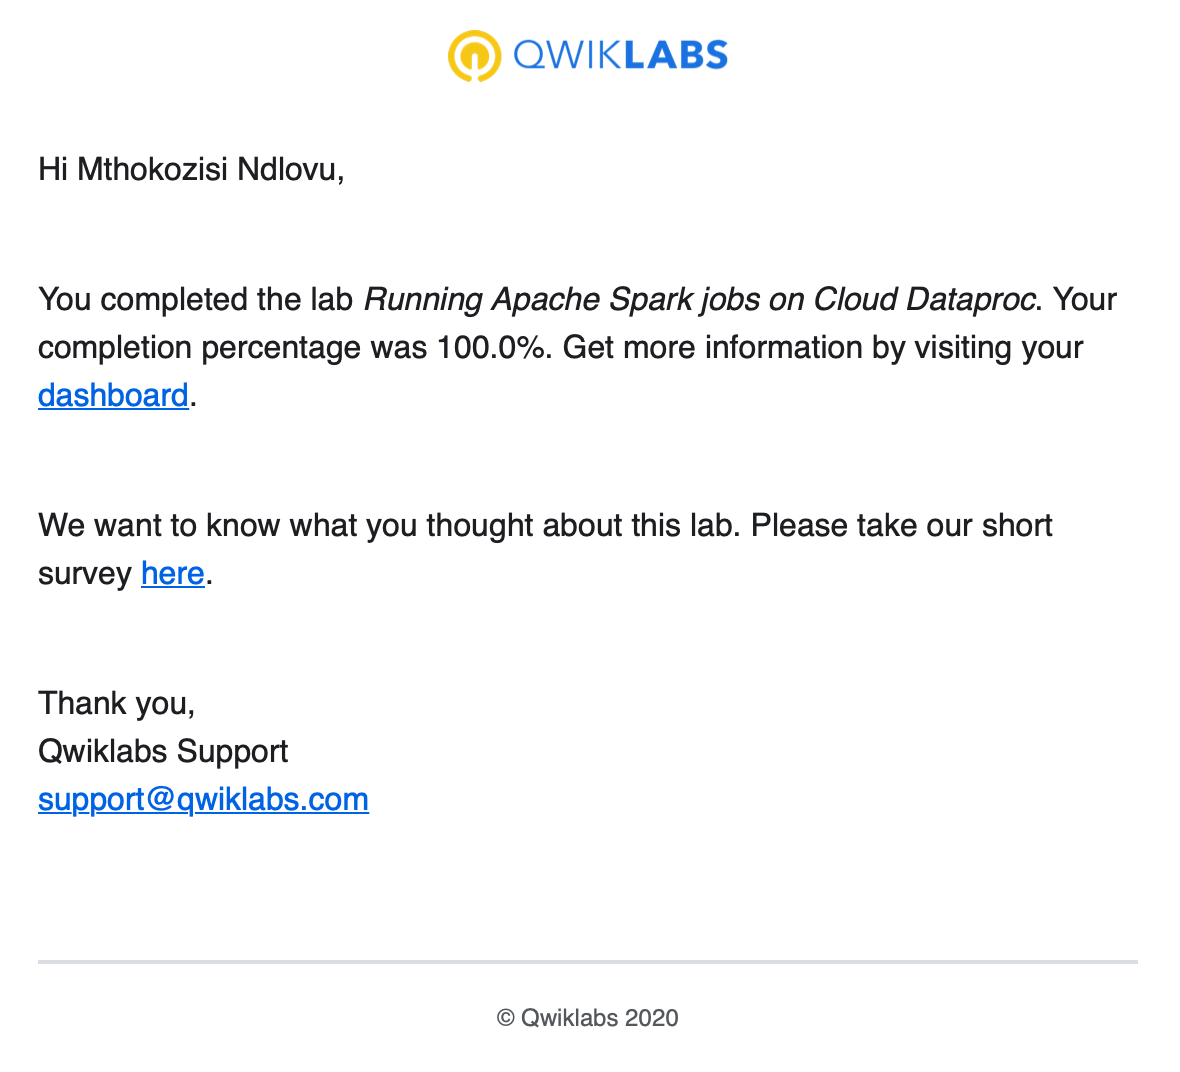 QWIKLABS
Hi Mthokozisi Ndlovu,
You completed the lab Running Apache Spark jobs on Cloud Dataproc. Your
completion percentage was 100.0%. Get more information by visiting your
dashboard.
We want to know what you thought about this lab. Please take our short
survey here.
Thank you,
Qwiklabs Support
support@qwiklabs.com
© Qwiklabs 2020